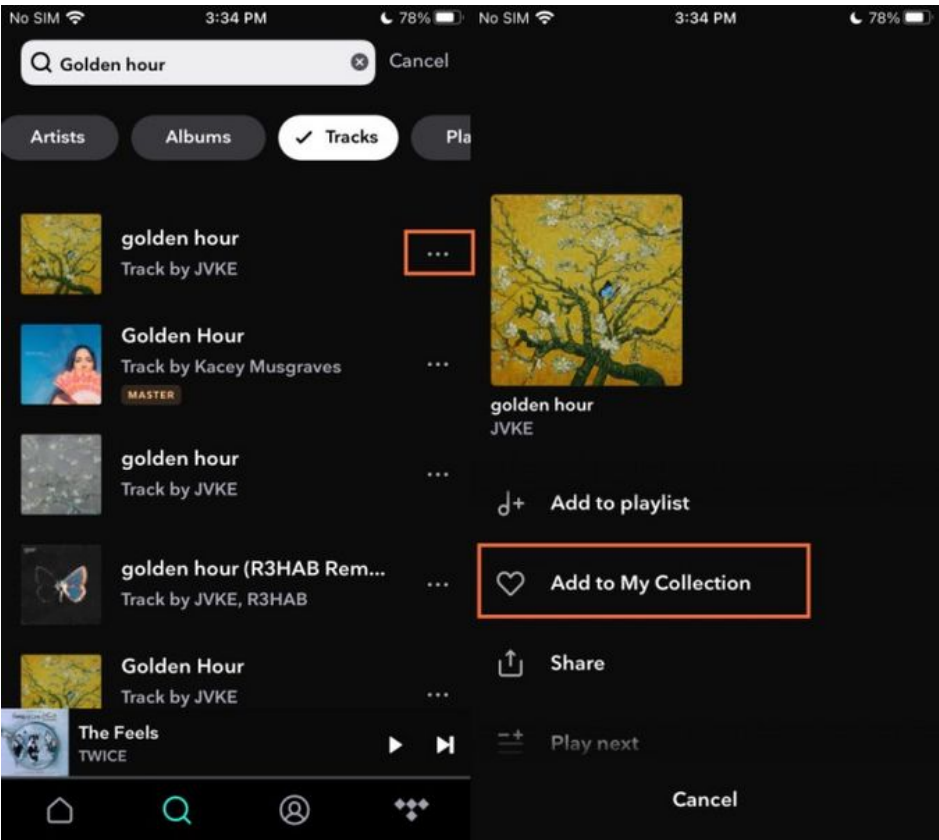 No SIM 3:34 PM 78%
Golden hour Cancel
Artists Albums Tracks Pla
golden hour
Track by JVKE
Golden Hour
Track by Kacey Musgraves
MASTER
golden hour
Track by JVKE
golden hour (R3HAB Rem...
Track by JVKE, R3HAB
Golden Hour
Track by JVKE
The Feels
TWICE
No SIM 3:34 PM 78%
golden hour
JVKE
Add to playlist
Add to My Collection
Share
Play next
Cancel